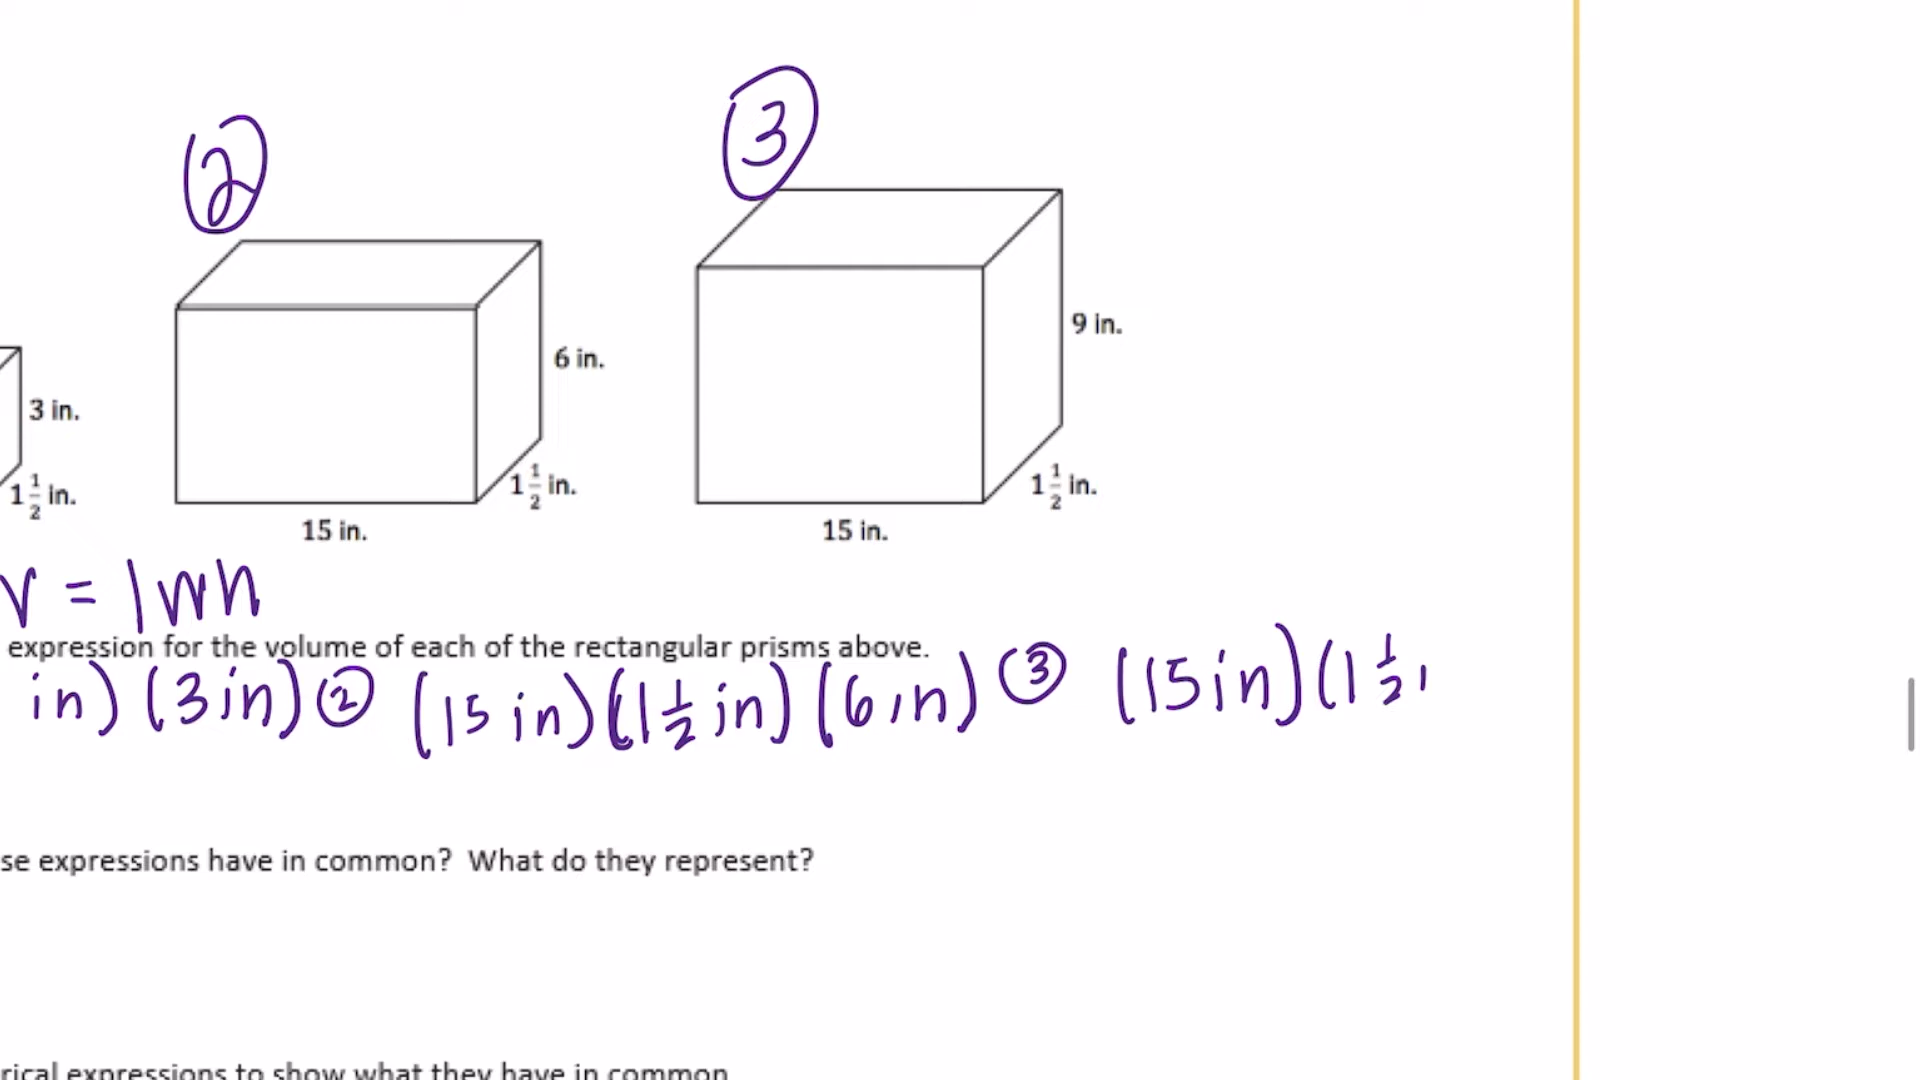 2
3
9 in.
6 in.
3 in.
1 1/2 in.
1 1/2 in.
1 1/2 in.
15 in.
15 in.
V = lwh
expression for the volume of each of the rectangular prisms above.
in) (3 in) ② (15 in)(1 1/2 in)(6 in) ③ (15 in)(1 1/2 i
se expressions have in common? What do they represent?
rical expressions to show what they have in common